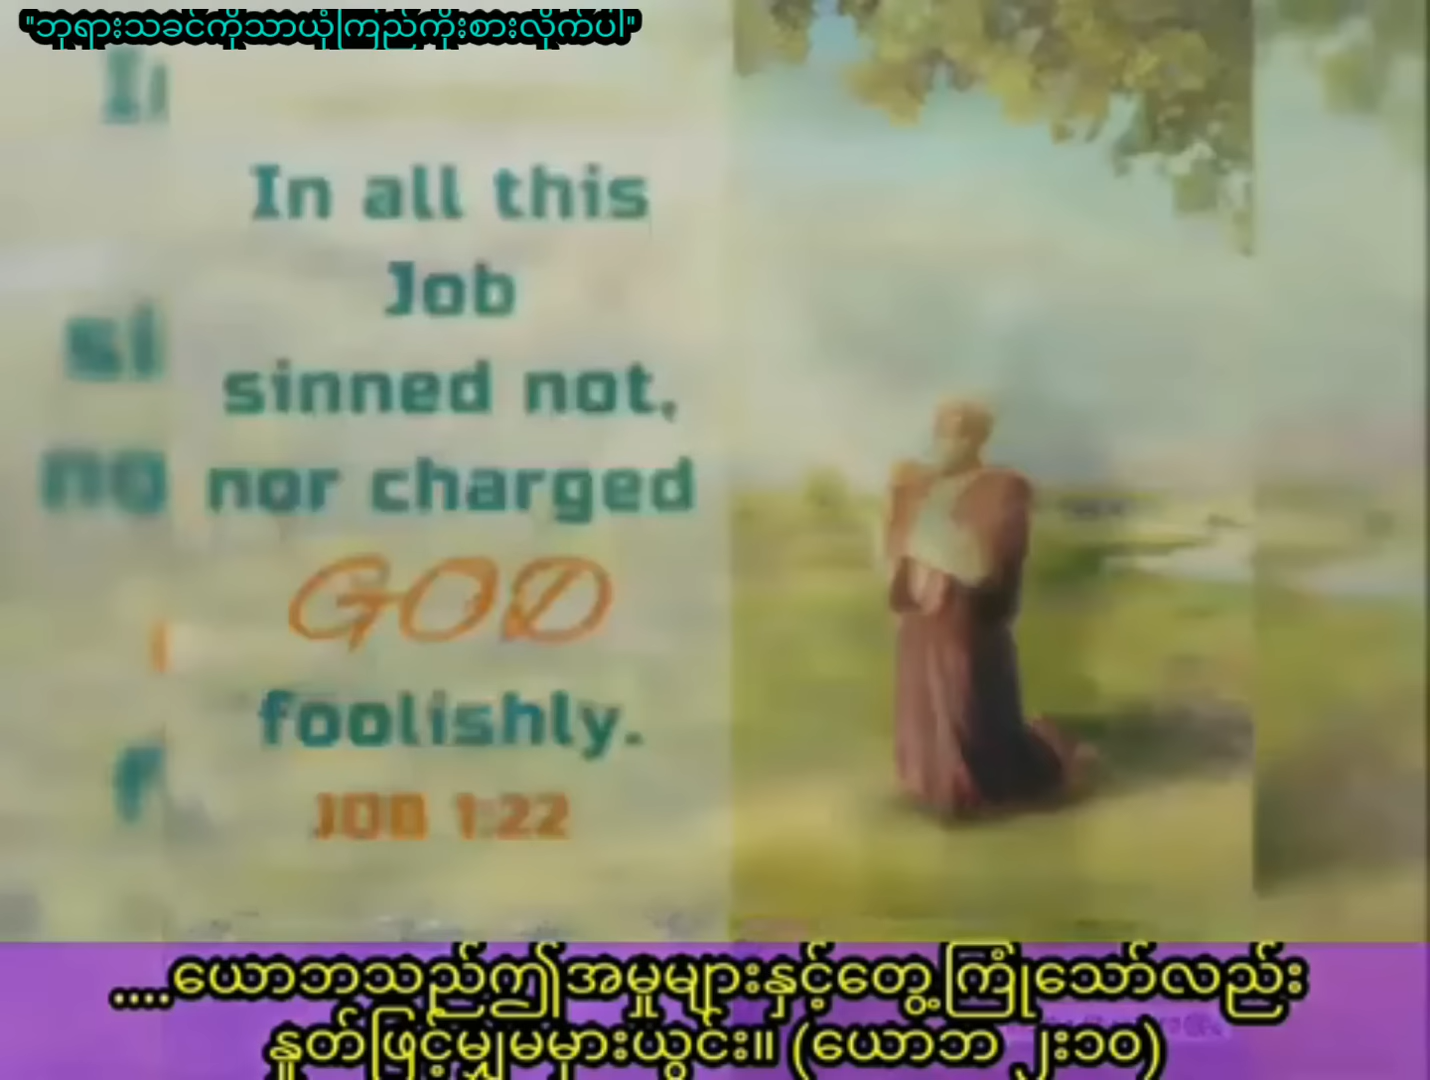 "ဘုရားသခင်ကိုသာယုံကြည်ကိုးစားလိုက်ပါ"
In all this
Job
sinned not,
nor charged
GOD
foolishly.
JOB 1:22
....ယောဘသည်ဤအမှုများနှင့်တွေ့ကြုံသော်လည်း
နှုတ်ဖြင့်မျှမမှားယွင်း။ (ယောဘ ၂း၁၀)